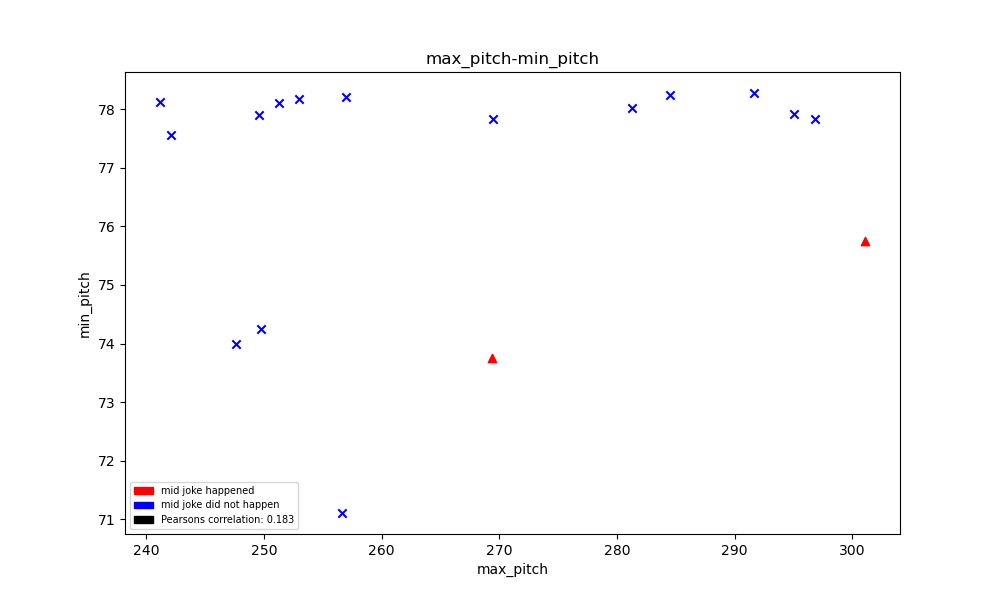 max_pitch-min_pitch
78
77
76
75
74
73
72
71
min_pitch
mid joke happened
mid joke did not happen
Pearsons correlation: 0.183
240 250 260 270 280 290 300
max_pitch